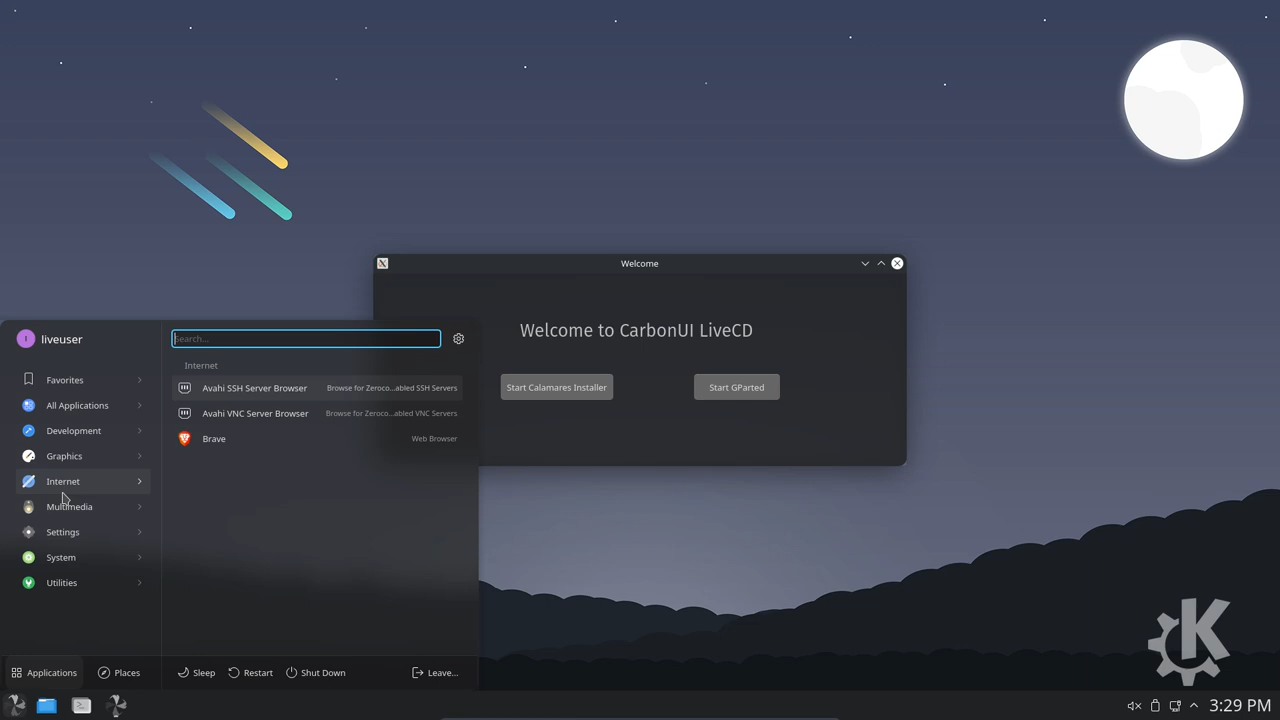 Welcome
Welcome to CarbonUI LiveCD
Start Calamares Installer
Start GParted
liveuser
Search...
Favorites
All Applications
Development
Graphics
Internet
Multimedia
Settings
System
Utilities
Internet
Avahi SSH Server Browser Browse for Zeroco...abled SSH Servers
Avahi VNC Server Browser Browse for Zeroco...abled VNC Servers
Brave Web Browser
Applications Places Sleep Restart Shut Down Leave...
3:29 PM